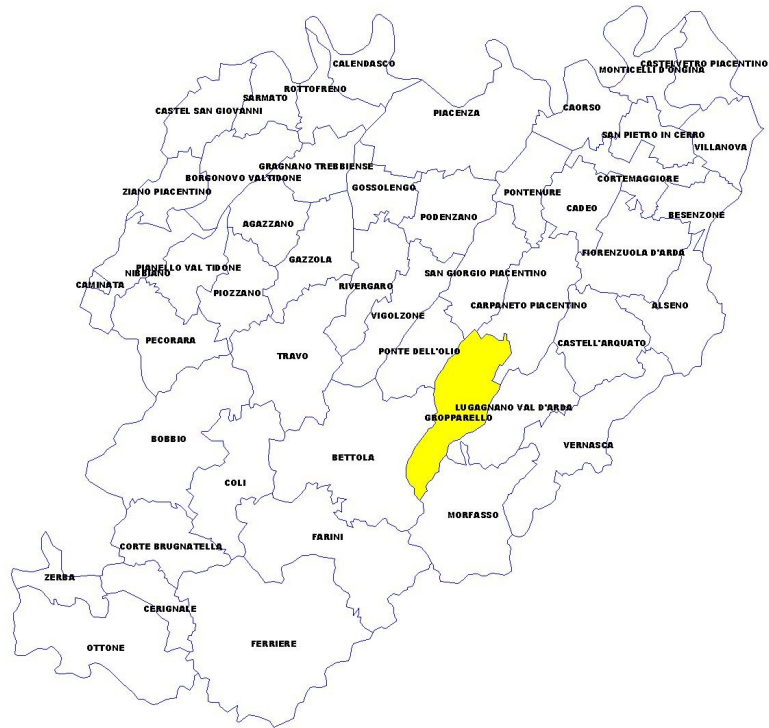 CALENDASCO
CASTELVETRO PIACENTINO
MONTICELLI D'ONGINA
ROTTOFRENO
SARMATO
CASTEL SAN GIOVANNI
CAORSO
PIACENZA
SAN PIETRO IN CERRO
VILLANOVA
GRAGNANO TREBBIENSE
BORGONOVO VALTIDONE
CORTEMAGGIORE
GOSSOLENGO
ZIANO PIACENTINO
PONTENURE
CADEO
BESENZONE
PODENZANO
AGAZZANO
FIORENZUOLA D'ARDA
GAZZOLA
PIANELLO VAL TIDONE
NIBBIANO
SAN GIORGIO PIACENTINO
CAMINATA
RIVERGARO
PIOZZANO
CARPANETO PIACENTINO
ALSENO
VIGOLZONE
PECORARA
CASTELL'ARQUATO
PONTE DELL'OLIO
TRAVO
LUGAGNANO VAL D'ARDA
GROPPARELLO
BOBBIO
VERNASCA
BETTOLA
COLI
MORFASSO
FARINI
CORTE BRUGNATELLA
ZERBA
CERIGNALE
FERRIERE
OTTONE